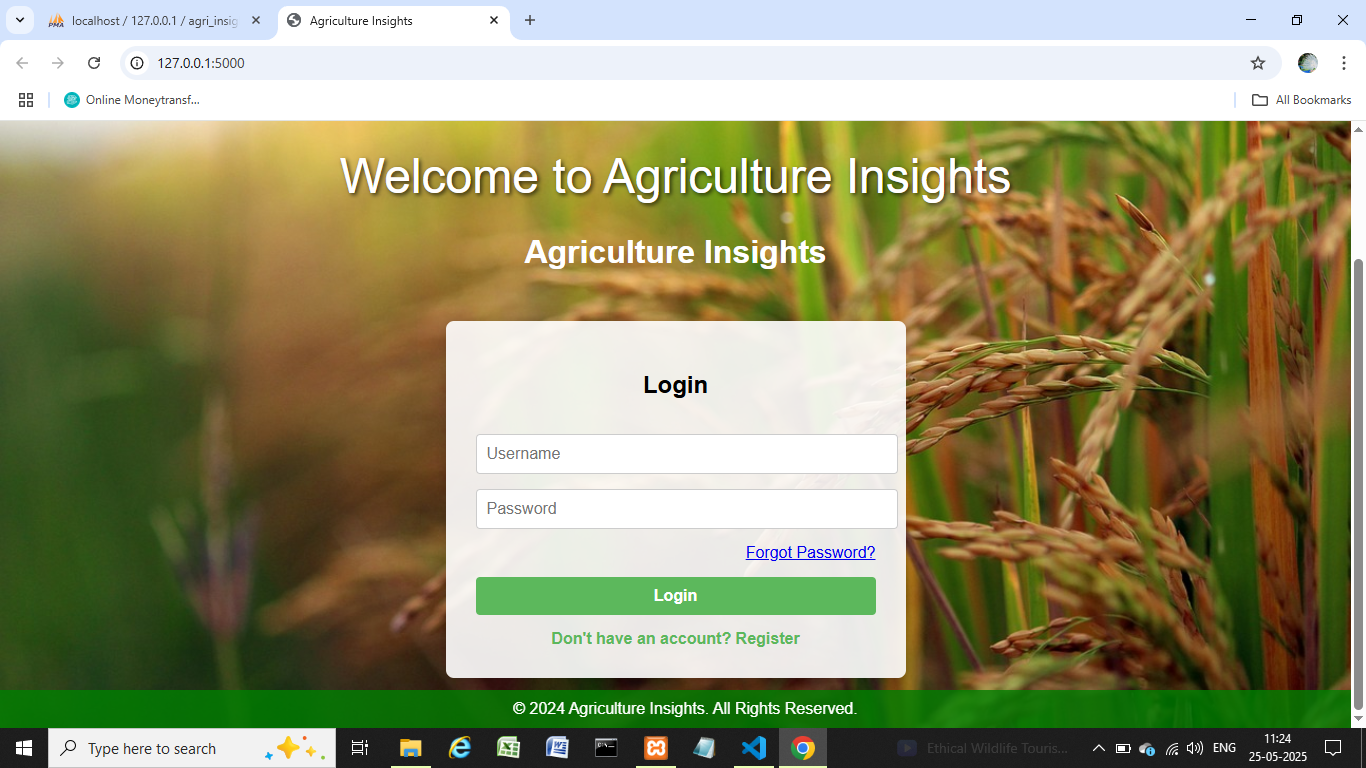 localhost / 127.0.0.1 / agri_insig
Agriculture Insights
127.0.0.1:5000
Online Moneytransf...
All Bookmarks
Welcome to Agriculture Insights
Agriculture Insights
Login
Username
Password
Forgot Password?
Login
Don't have an account? Register
© 2024 Agriculture Insights. All Rights Reserved.
Type here to search
Ethical Wildlife Touris...
ENG
11:24
25-05-2025